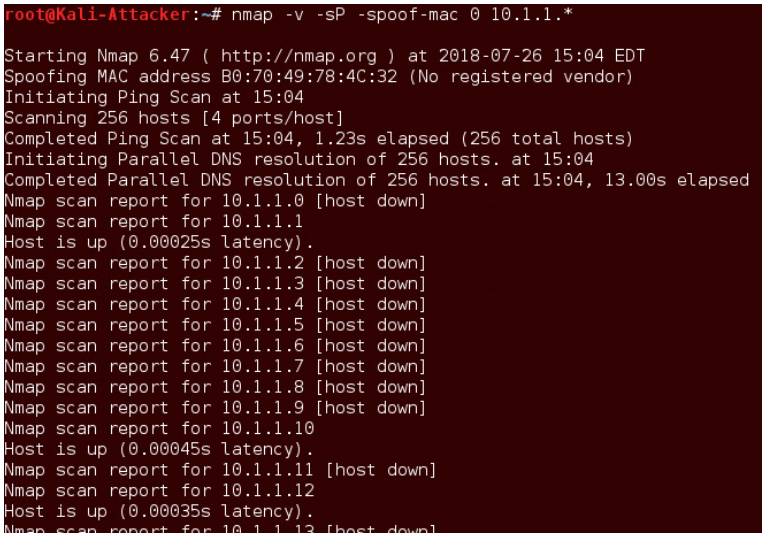 root@Kali-Attacker:~# nmap -v -sP -spoof-mac 0 10.1.1.*
Starting Nmap 6.47 ( http://nmap.org ) at 2018-07-26 15:04 EDT
Spoofing MAC address B0:70:49:78:4C:32 (No registered vendor)
Initiating Ping Scan at 15:04
Scanning 256 hosts [4 ports/host]
Completed Ping Scan at 15:04, 1.23s elapsed (256 total hosts)
Initiating Parallel DNS resolution of 256 hosts. at 15:04
Completed Parallel DNS resolution of 256 hosts. at 15:04, 13.00s elapsed
Nmap scan report for 10.1.1.0 [host down]
Nmap scan report for 10.1.1.1
Host is up (0.00025s latency).
Nmap scan report for 10.1.1.2 [host down]
Nmap scan report for 10.1.1.3 [host down]
Nmap scan report for 10.1.1.4 [host down]
Nmap scan report for 10.1.1.5 [host down]
Nmap scan report for 10.1.1.6 [host down]
Nmap scan report for 10.1.1.7 [host down]
Nmap scan report for 10.1.1.8 [host down]
Nmap scan report for 10.1.1.9 [host down]
Nmap scan report for 10.1.1.10
Host is up (0.00045s latency).
Nmap scan report for 10.1.1.11 [host down]
Nmap scan report for 10.1.1.12
Host is up (0.00035s latency).
Nmap scan report for 10.1.1.13 [host down]